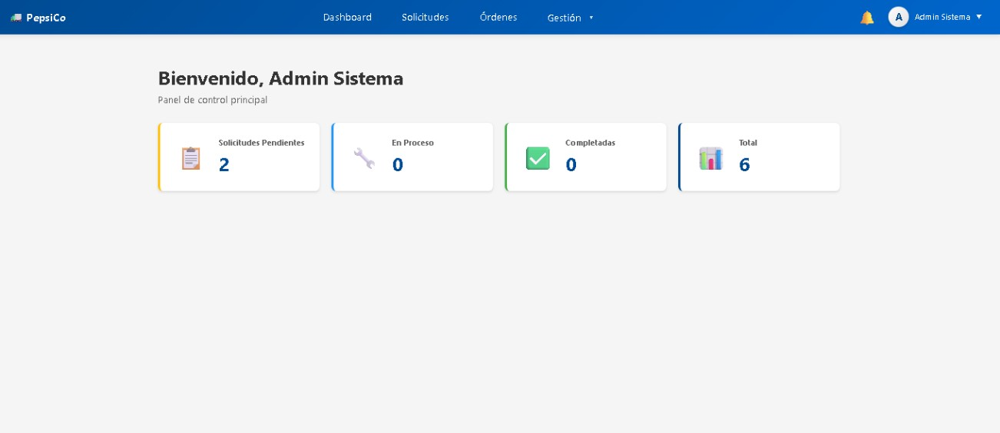 PepsiCo Dashboard Solicitudes Órdenes Gestión ▾ A Admin Sistema ▼
Bienvenido, Admin Sistema
Panel de control principal
Solicitudes Pendientes
2
En Proceso
0
Completadas
0
Total
6